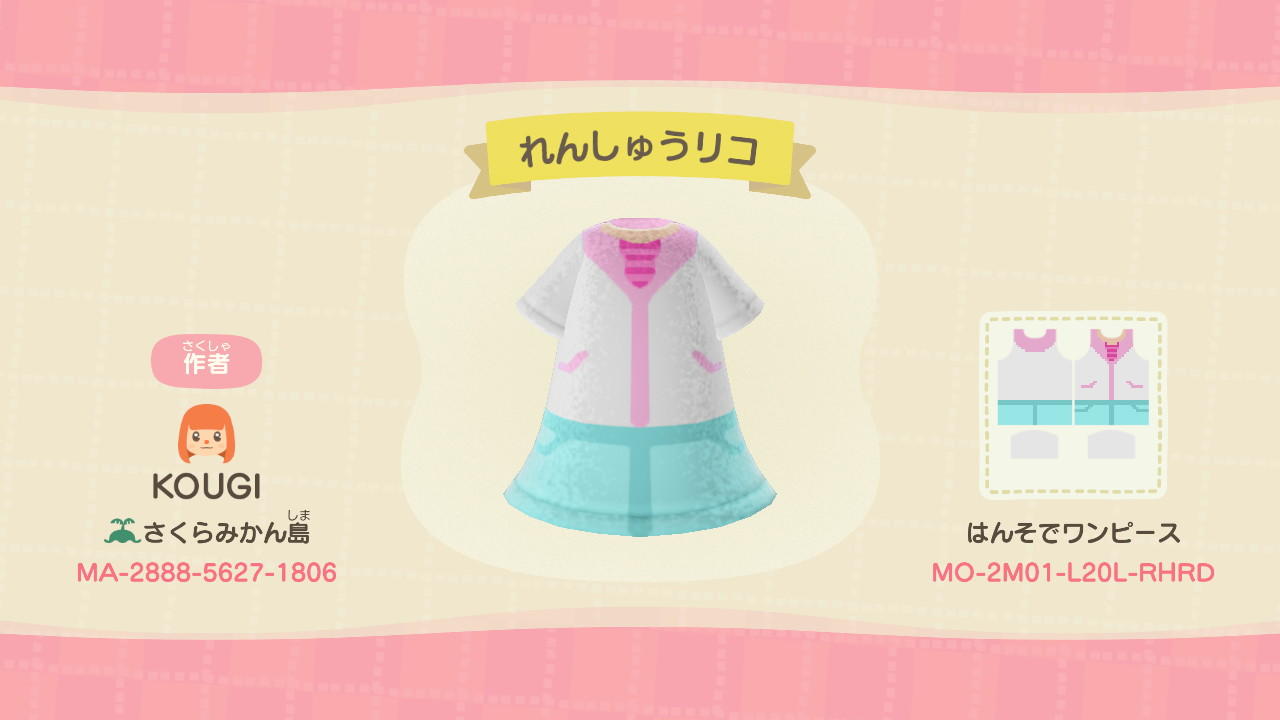 れんしゅうリコ
さくしゃ
作者
KOUGI
しま
さくらみかん島
MA-2888-5627-1806
はんそでワンピース
MO-2M01-L20L-RHRD